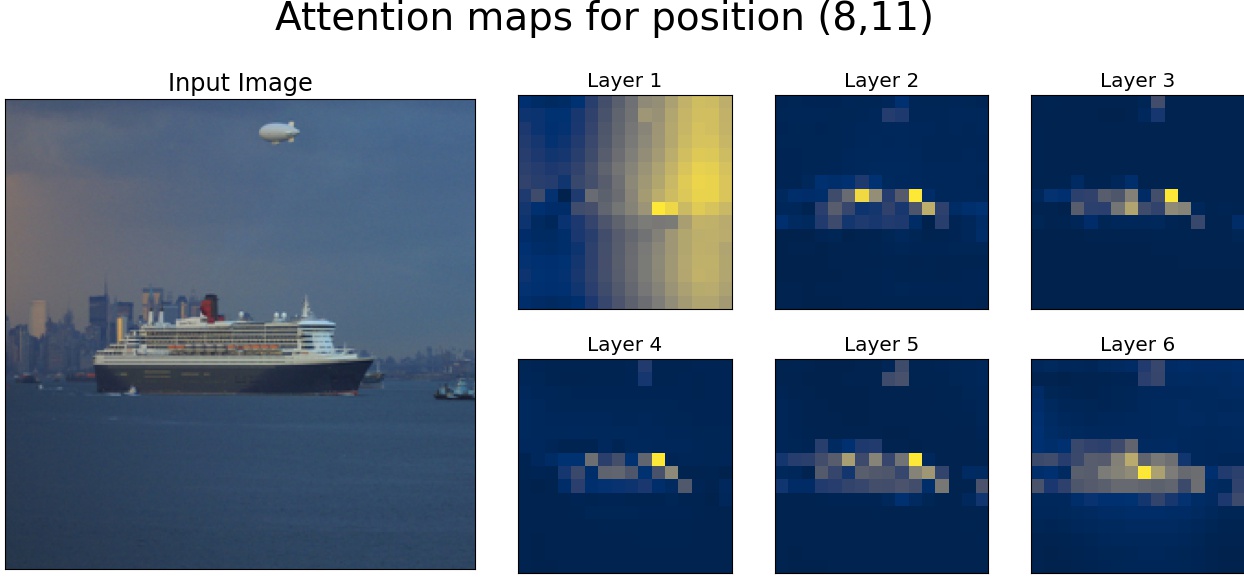 Attention maps for position (8,11)
Input Image
Layer 1
Layer 2
Layer 3
Layer 4
Layer 5
Layer 6